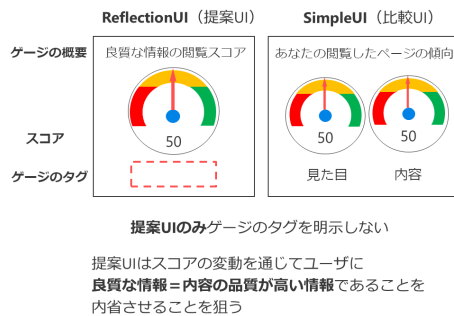 ReflectionUI（提案UI）
SimpleUI（比較UI）
ゲージの概要
良質な情報の閲覧スコア
あなたの閲覧したページの傾向
スコア
50
50
50
ゲージのタグ
見た目
内容
提案UIのみゲージのタグを明示しない
提案UIはスコアの変動を通じてユーザに
良質な情報＝内容の品質が高い情報であることを
内省させることを狙う